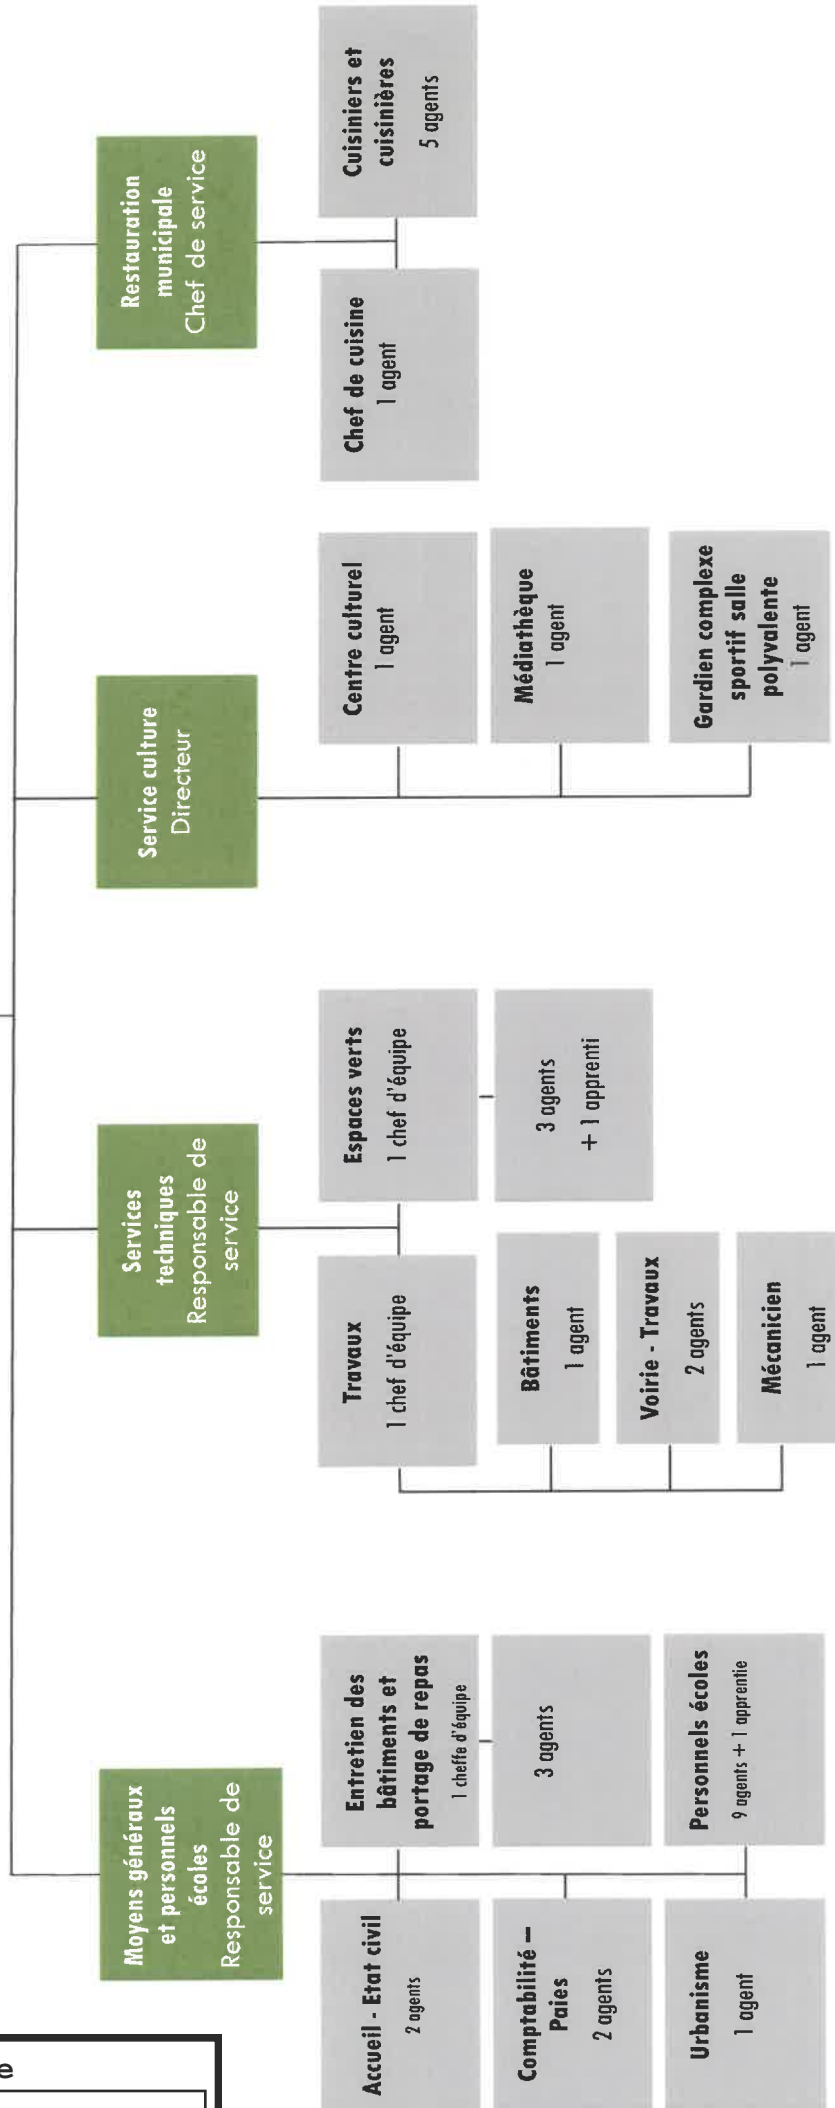 e
Moyens généraux
et personnels
écoles
Responsable de
service
Accueil - Etat civil
2 agents
Comptabilité –
Paies
2 agents
Urbanisme
1 agent
Entretien des
bâtiments et
portage de repas
1 cheffe d'équipe
3 agents
Personnels écoles
9 agents + 1 apprentie
Services
techniques
Responsable de
service
Travaux
1 chef d'équipe
Bâtiments
1 agent
Voirie - Travaux
2 agents
Mécanicien
1 agent
Espaces verts
1 chef d'équipe
3 agents
+ 1 apprenti
Service culture
Directeur
Centre culturel
1 agent
Médiathèque
1 agent
Gardien complexe
sportif salle
polyvalente
1 agent
Restauration
municipale
Chef de service
Chef de cuisine
1 agent
Cuisiniers et
cuisinières
5 agents